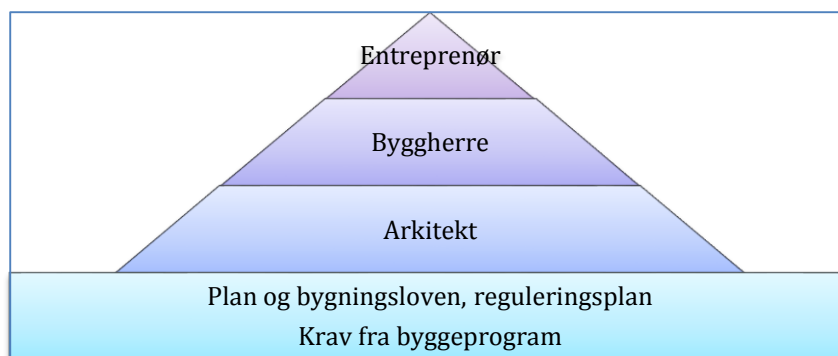 Entreprenør
Byggherre
Arkitekt
Plan og bygningsloven, reguleringsplan
Krav fra byggeprogram